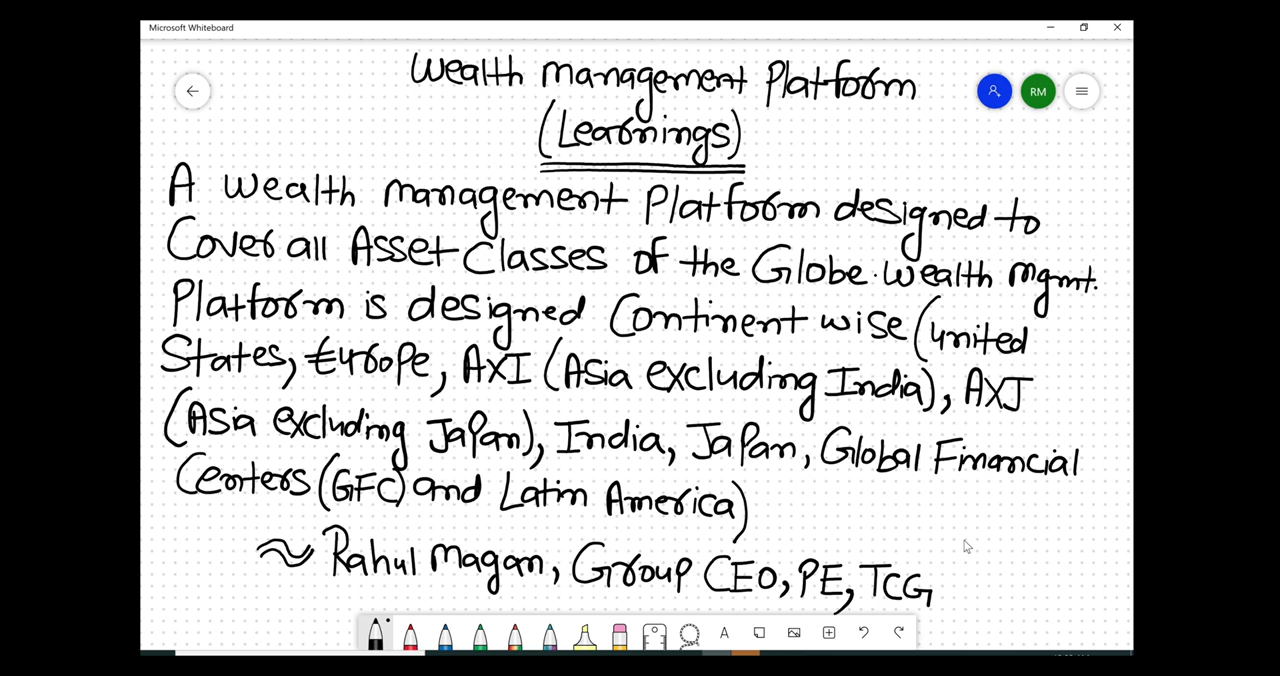 Microsoft Whiteboard
Wealth Management Platform
(Learnings)
RM
A Wealth Management Platform designed to
Cover all Asset Classes of the Globe. Wealth Mgmt.
Platform is designed Continent wise (United
States, Europe, AXI (Asia excluding India), AXJ
(Asia excluding Japan), India, Japan, Global Financial
Centers (GFC) and Latin America)
≈ Rahul Magan, Group CEO, PE, TCG
A